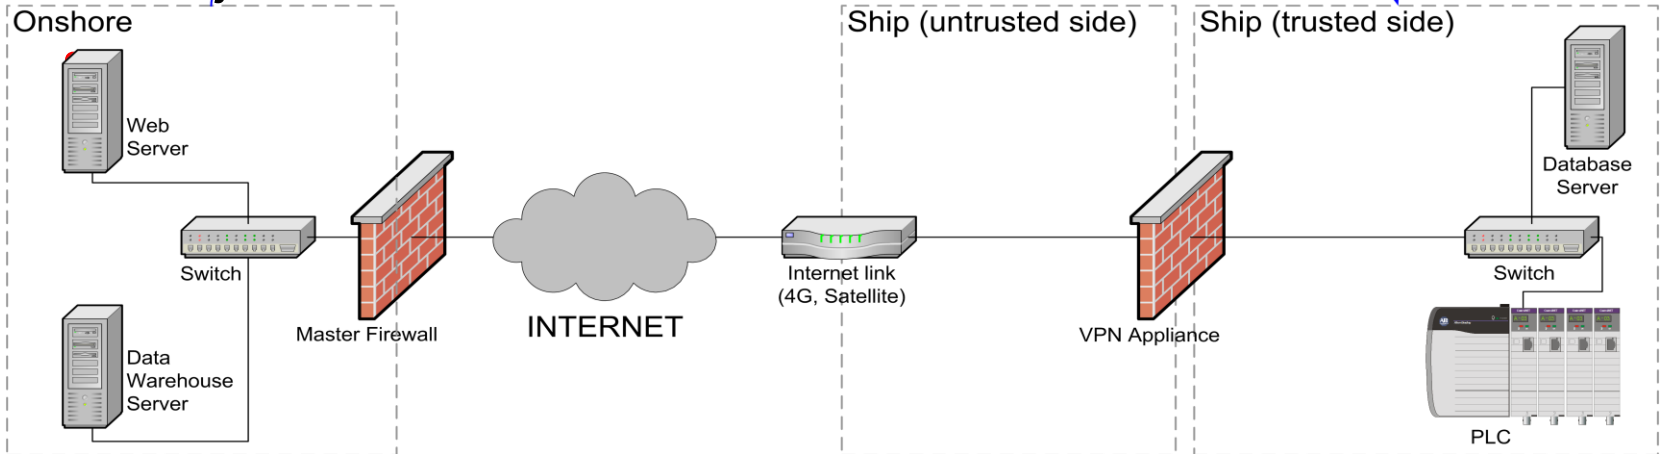 Onshore
Ship (untrusted side)
Ship (trusted side)
Web
Server
Database
Server
Switch
Internet link
(4G, Satellite)
Switch
Master Firewall
INTERNET
VPN Appliance
Data
Warehouse
Server
PLC